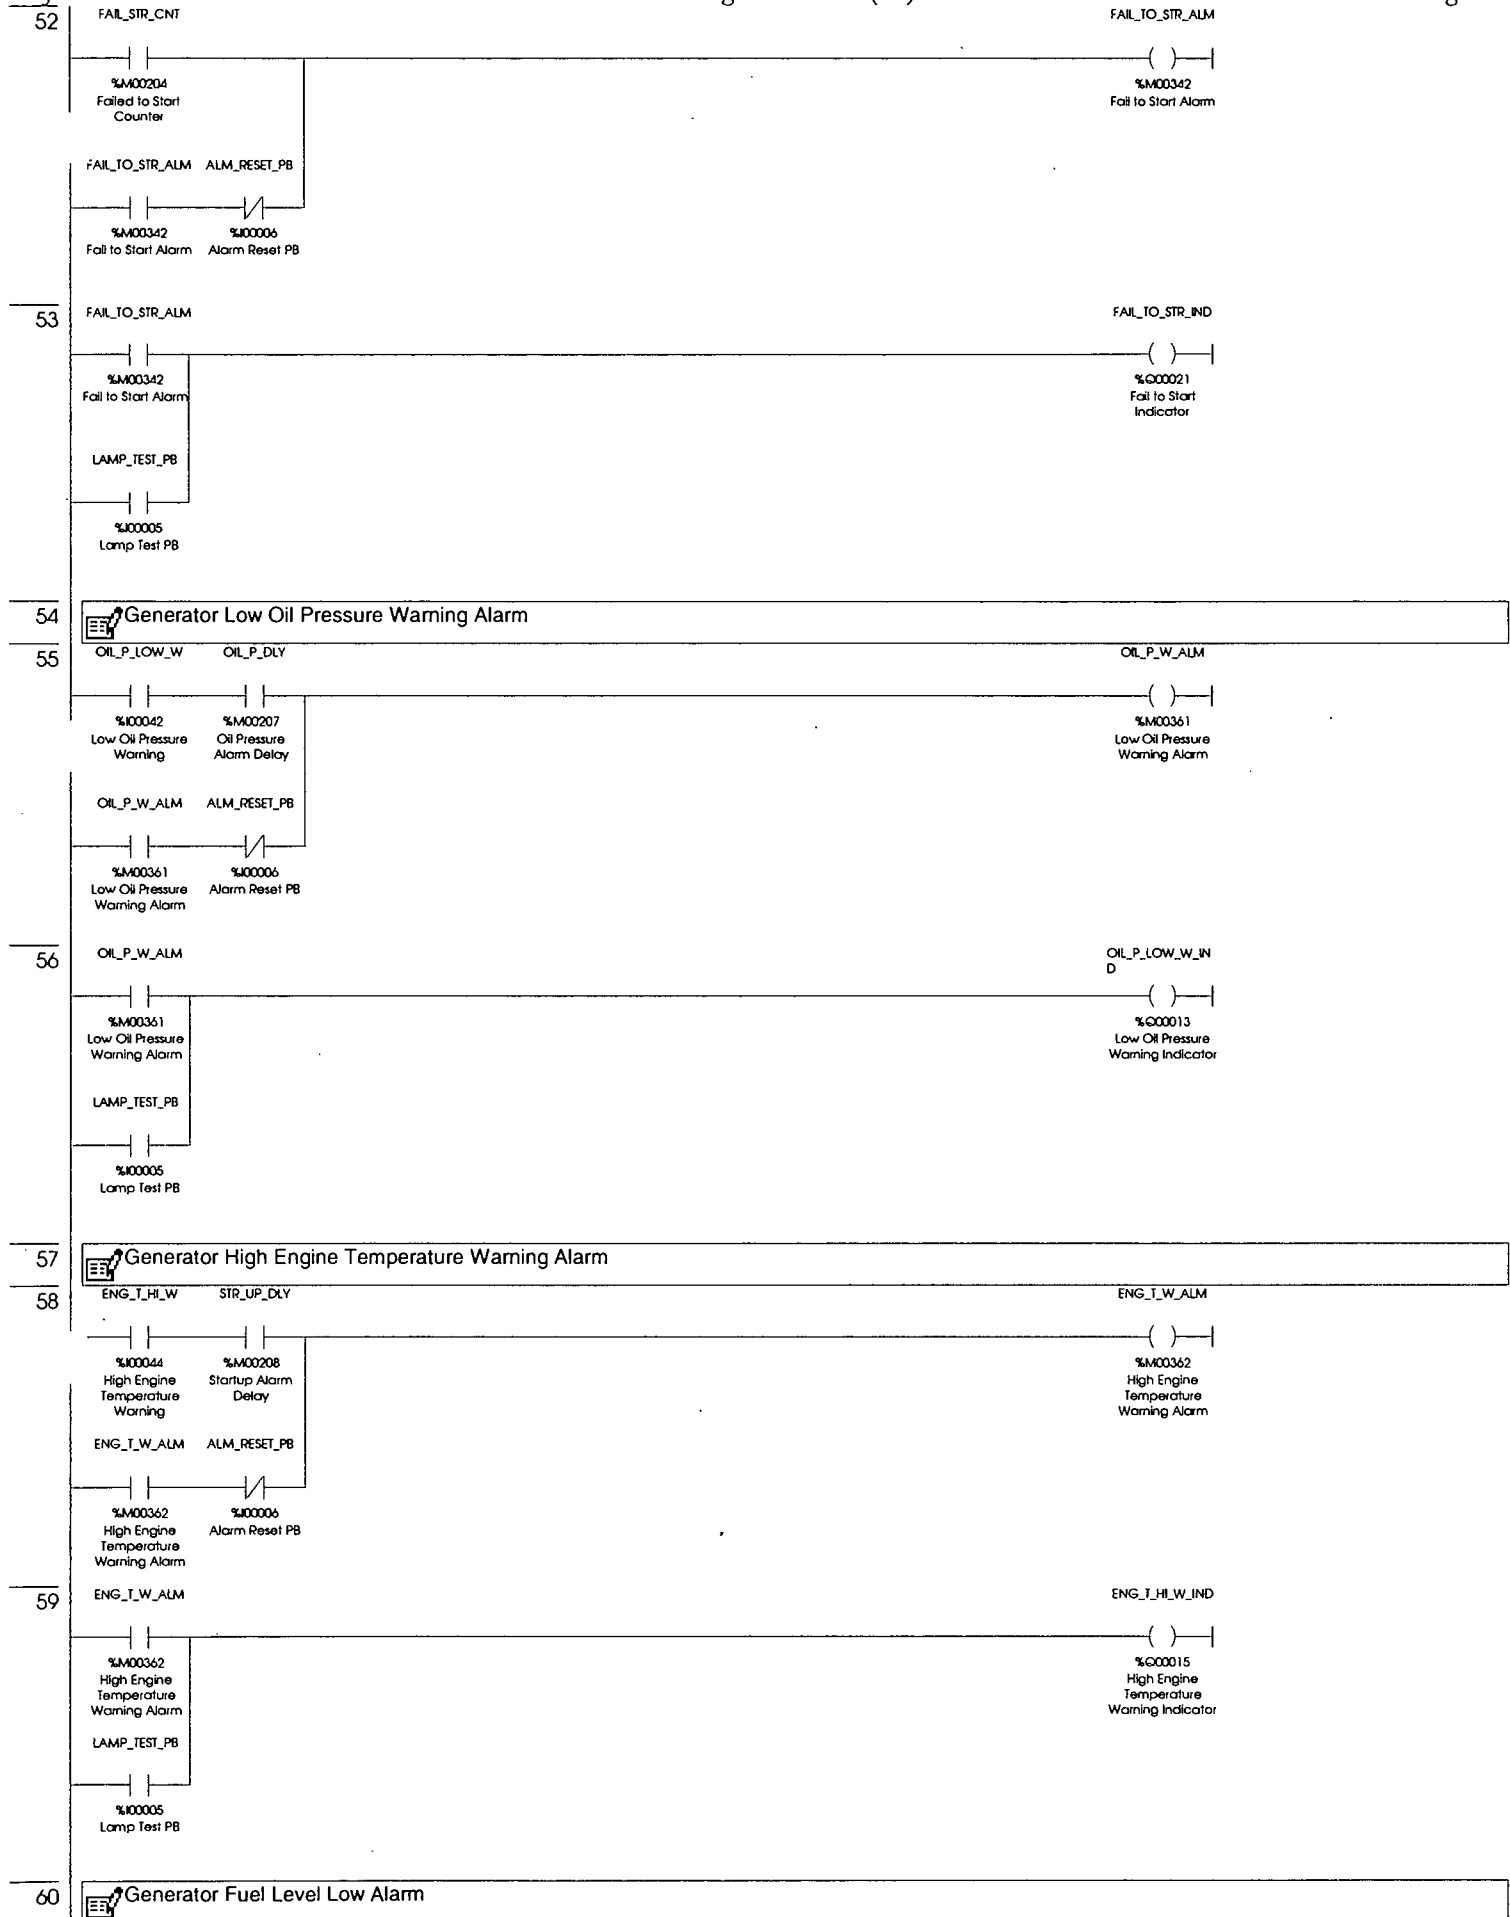 52
FAIL_STR_CNT
FAIL_TO_STR_ALM
%M00204
Failed to Start
Counter
%M00342
Fail to Start Alarm
FAIL_TO_STR_ALM ALM_RESET_PB
%M00342 %I00006
Fail to Start Alarm Alarm Reset PB
53
FAIL_TO_STR_ALM
FAIL_TO_STR_IND
%M00342
Fail to Start Alarm
%Q00021
Fail to Start
Indicator
LAMP_TEST_PB
%I00005
Lamp Test PB
54
Generator Low Oil Pressure Warning Alarm
55
OIL_P_LOW_W OIL_P_DLY
OIL_P_W_ALM
%I00042
Low Oil Pressure
Warning
%M00207
Oil Pressure
Alarm Delay
%M00361
Low Oil Pressure
Warning Alarm
OIL_P_W_ALM ALM_RESET_PB
%M00361
Low Oil Pressure
Warning Alarm
%I00006
Alarm Reset PB
56
OIL_P_W_ALM
OIL_P_LOW_W_IN
D
%M00361
Low Oil Pressure
Warning Alarm
%Q00013
Low Oil Pressure
Warning Indicator
LAMP_TEST_PB
%I00005
Lamp Test PB
57
Generator High Engine Temperature Warning Alarm
58
ENG_T_HI_W STR_UP_DLY
ENG_T_W_ALM
%I00044
High Engine
Temperature
Warning
%M00208
Startup Alarm
Delay
%M00362
High Engine
Temperature
Warning Alarm
ENG_T_W_ALM ALM_RESET_PB
%M00362
High Engine
Temperature
Warning Alarm
%I00006
Alarm Reset PB
59
ENG_T_W_ALM
ENG_T_HI_W_IND
%M00362
High Engine
Temperature
Warning Alarm
%Q00015
High Engine
Temperature
Warning Indicator
LAMP_TEST_PB
%I00005
Lamp Test PB
60
Generator Fuel Level Low Alarm